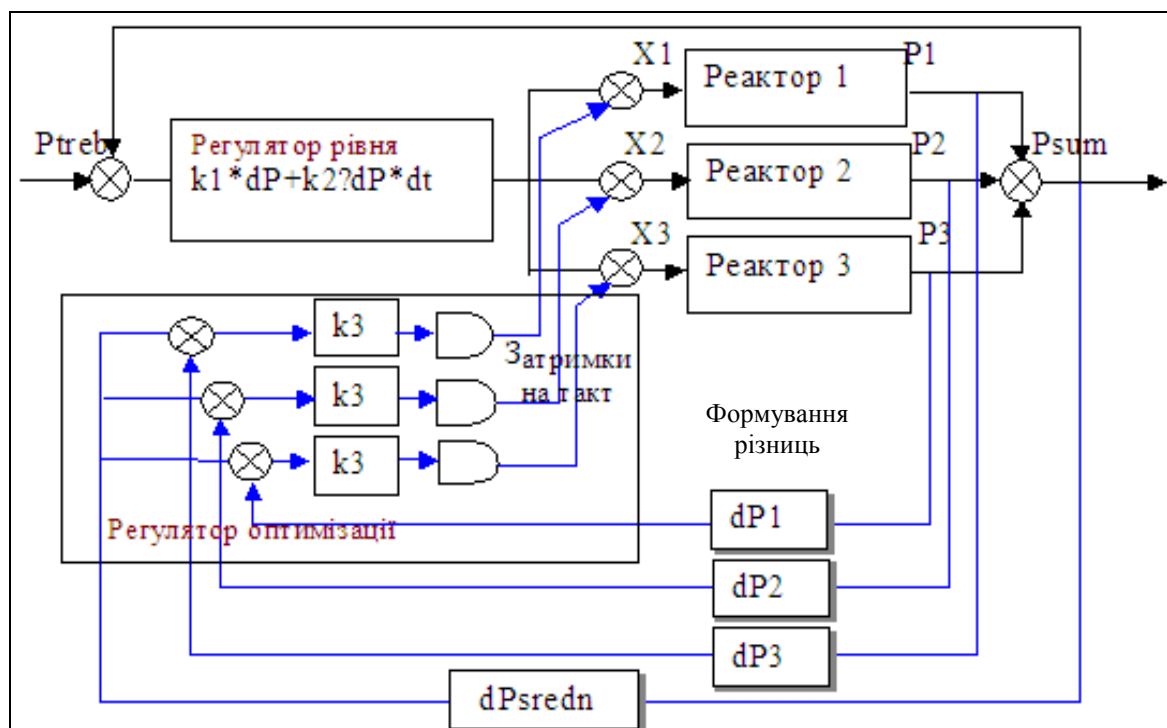 X1
P1
Реактор 1
Ptreb
Регулятор рівня
k1*dP+k2?dP*dt
X2
P2
Реактор 2
Psum
X3
P3
Реактор 3
k3
Затримки
на такт
k3
k3
Формування
різниць
Регулятор оптимізації
dP1
dP2
dP3
dPsredn